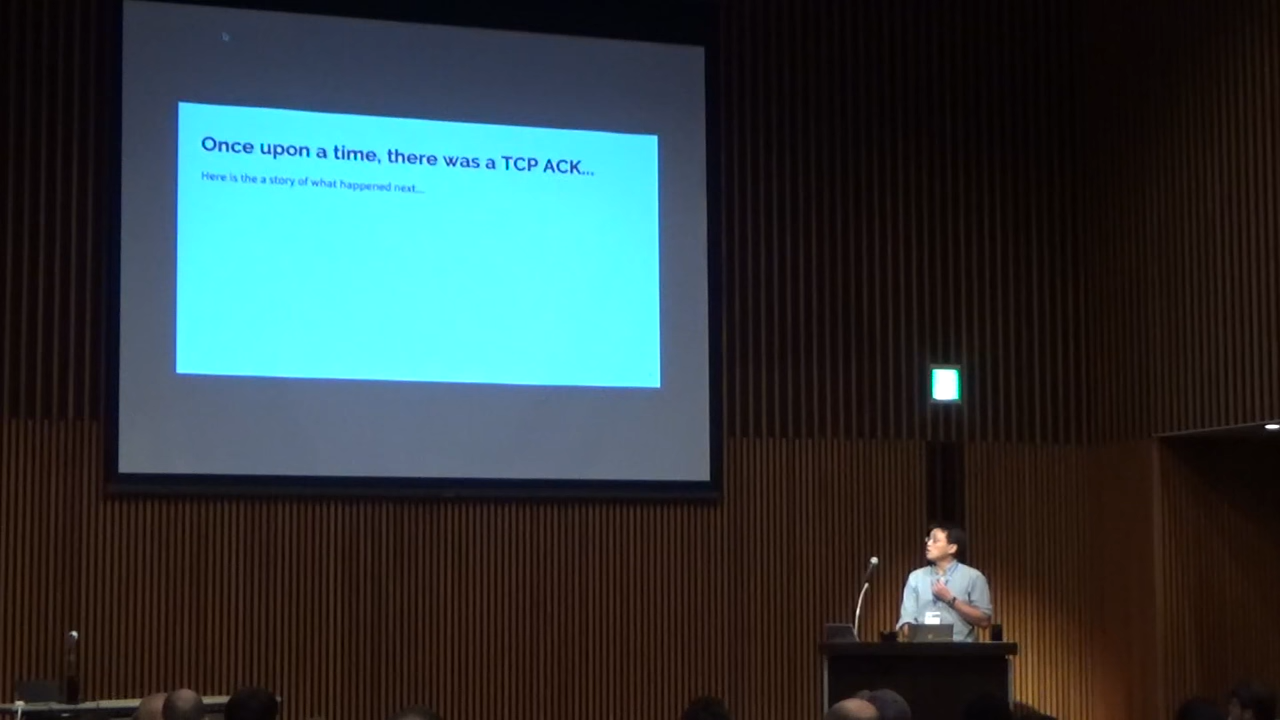 Once upon a time, there was a TCP ACK...
Here is the a story of what happened next...